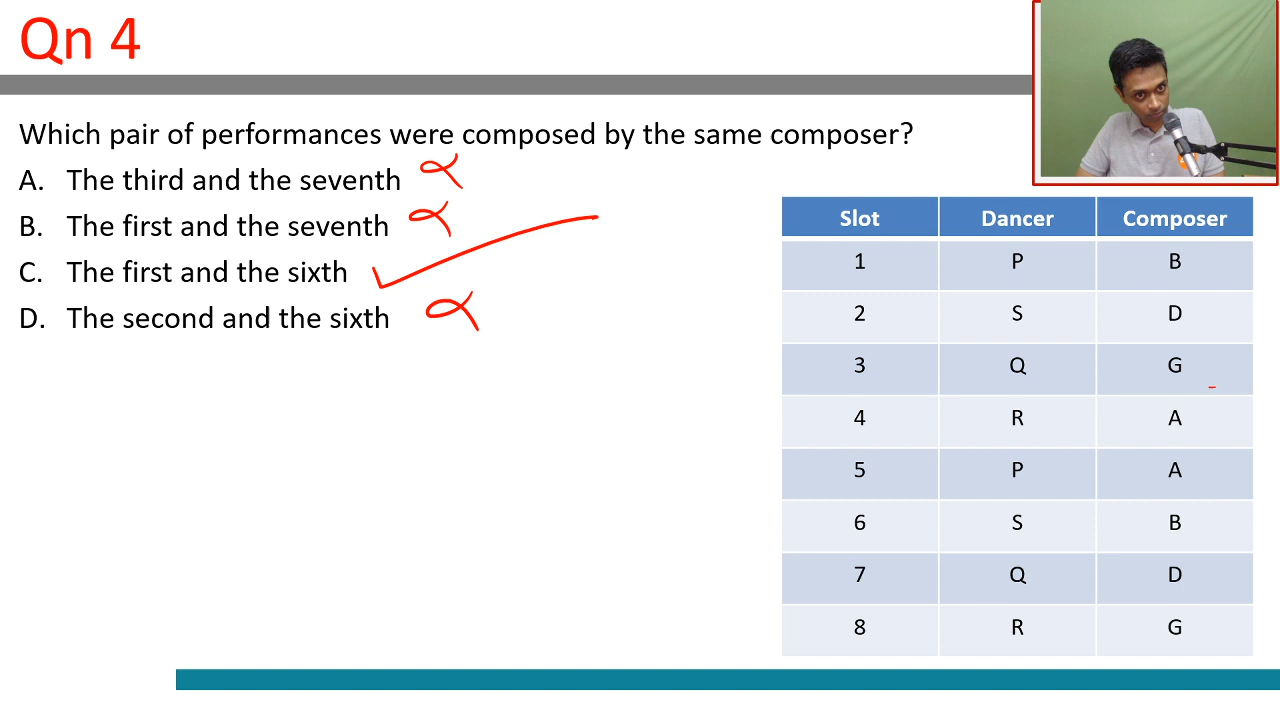 Qn 4
Which pair of performances were composed by the same composer?
A. The third and the seventh
B. The first and the seventh
C. The first and the sixth
D. The second and the sixth
Slot Dancer Composer
1 P B
2 S D
3 Q G
4 R A
5 P A
6 S B
7 Q D
8 R G